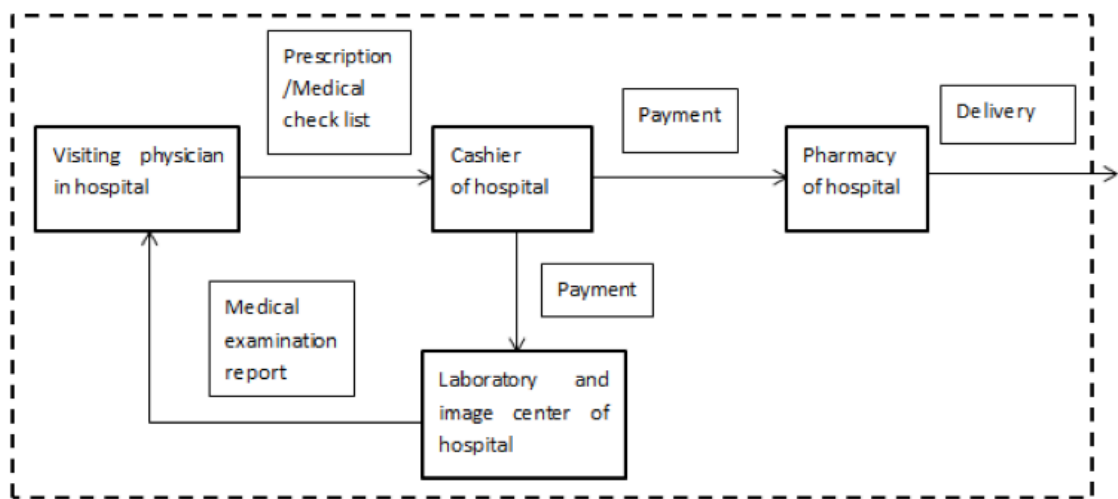 Prescription
/Medical
check list
Payment
Delivery
Visiting physician
in hospital
Cashier
of hospital
Pharmacy
of hospital
Payment
Medical
examination
report
Laboratory and
image center of
hospital